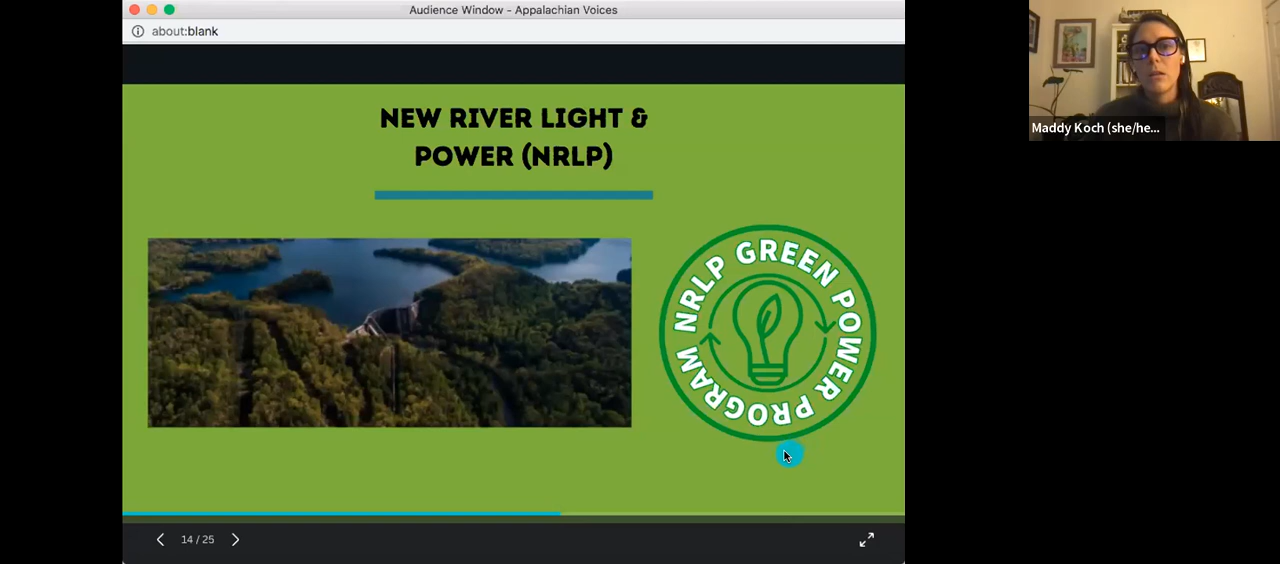 Audience Window - Appalachian Voices
about:blank
NEW RIVER LIGHT &
POWER (NRLP)
NRLP GREEN POWER PROGRAM
14 / 25
Maddy Koch (she/he...